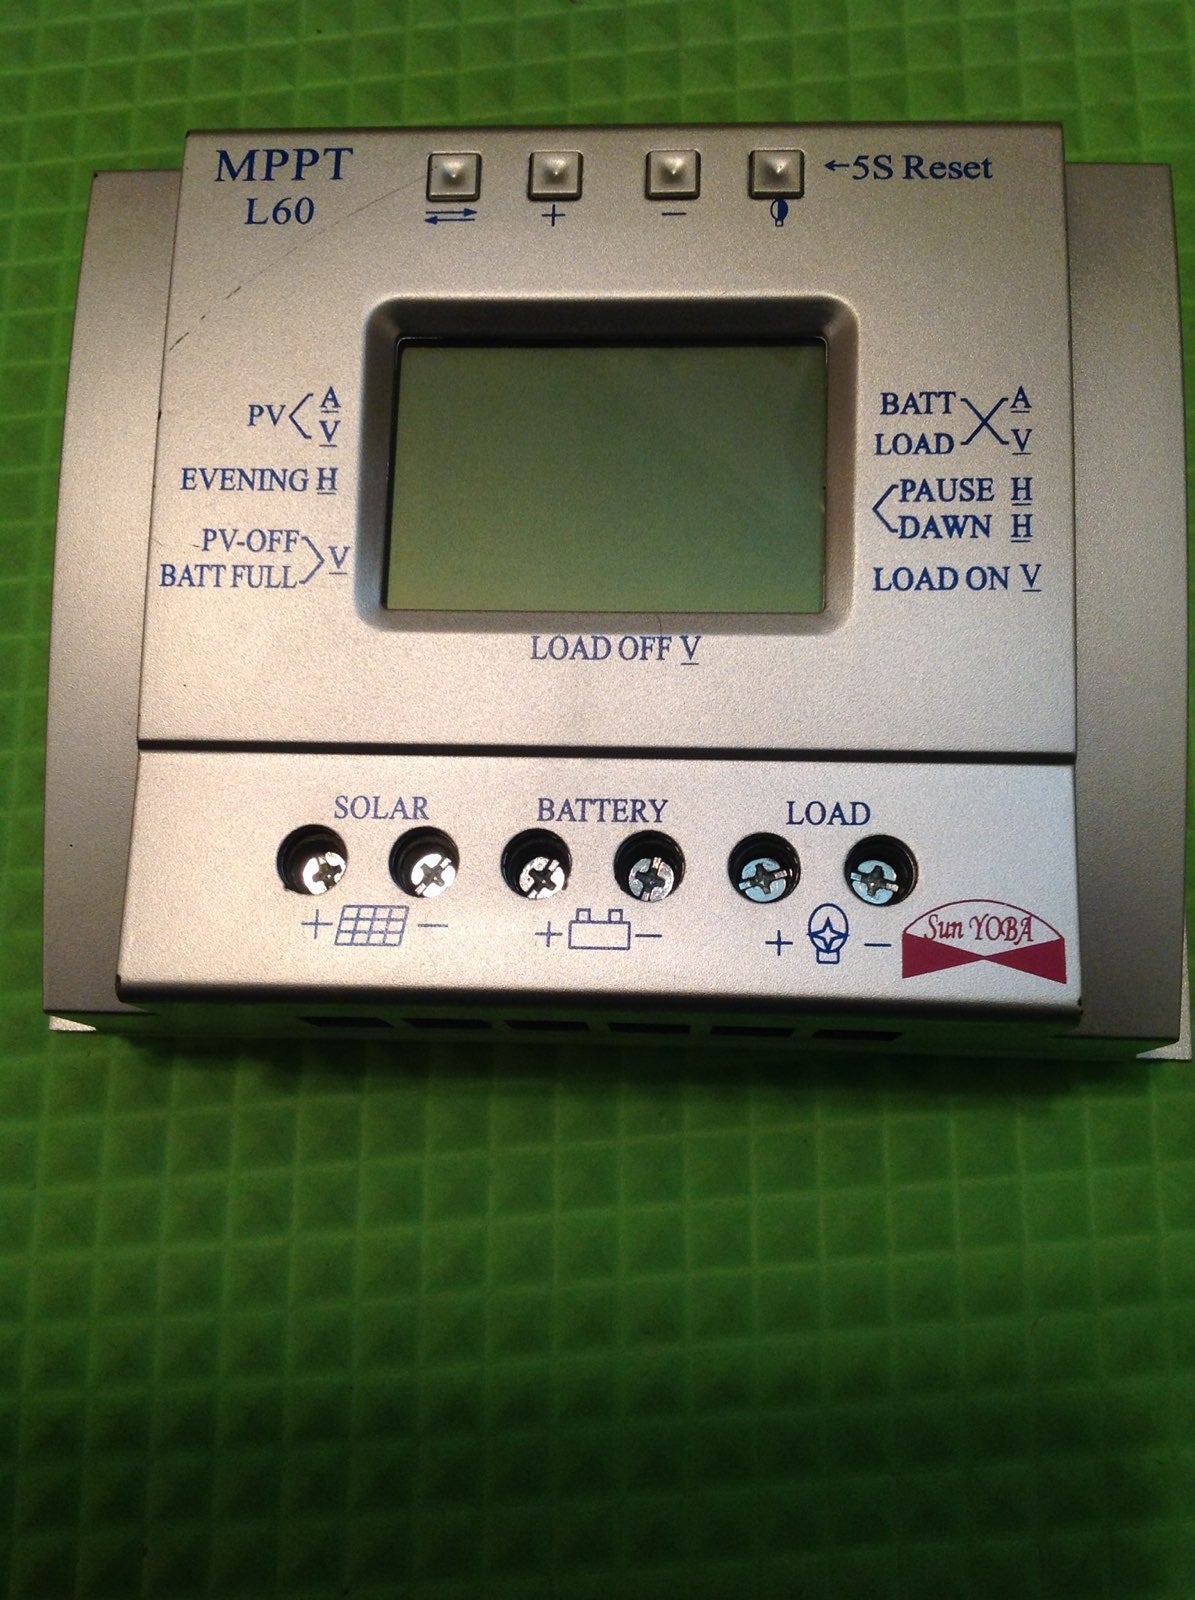 MPPT
L60
←5S Reset
+
−
PV A
V
EVENING H
PV-OFF
BATT FULL V
BATT A
LOAD V
PAUSE H
DAWN H
LOAD ON V
LOAD OFF V
SOLAR
BATTERY
LOAD
+ −
+ −
+ −
Sun YOBA